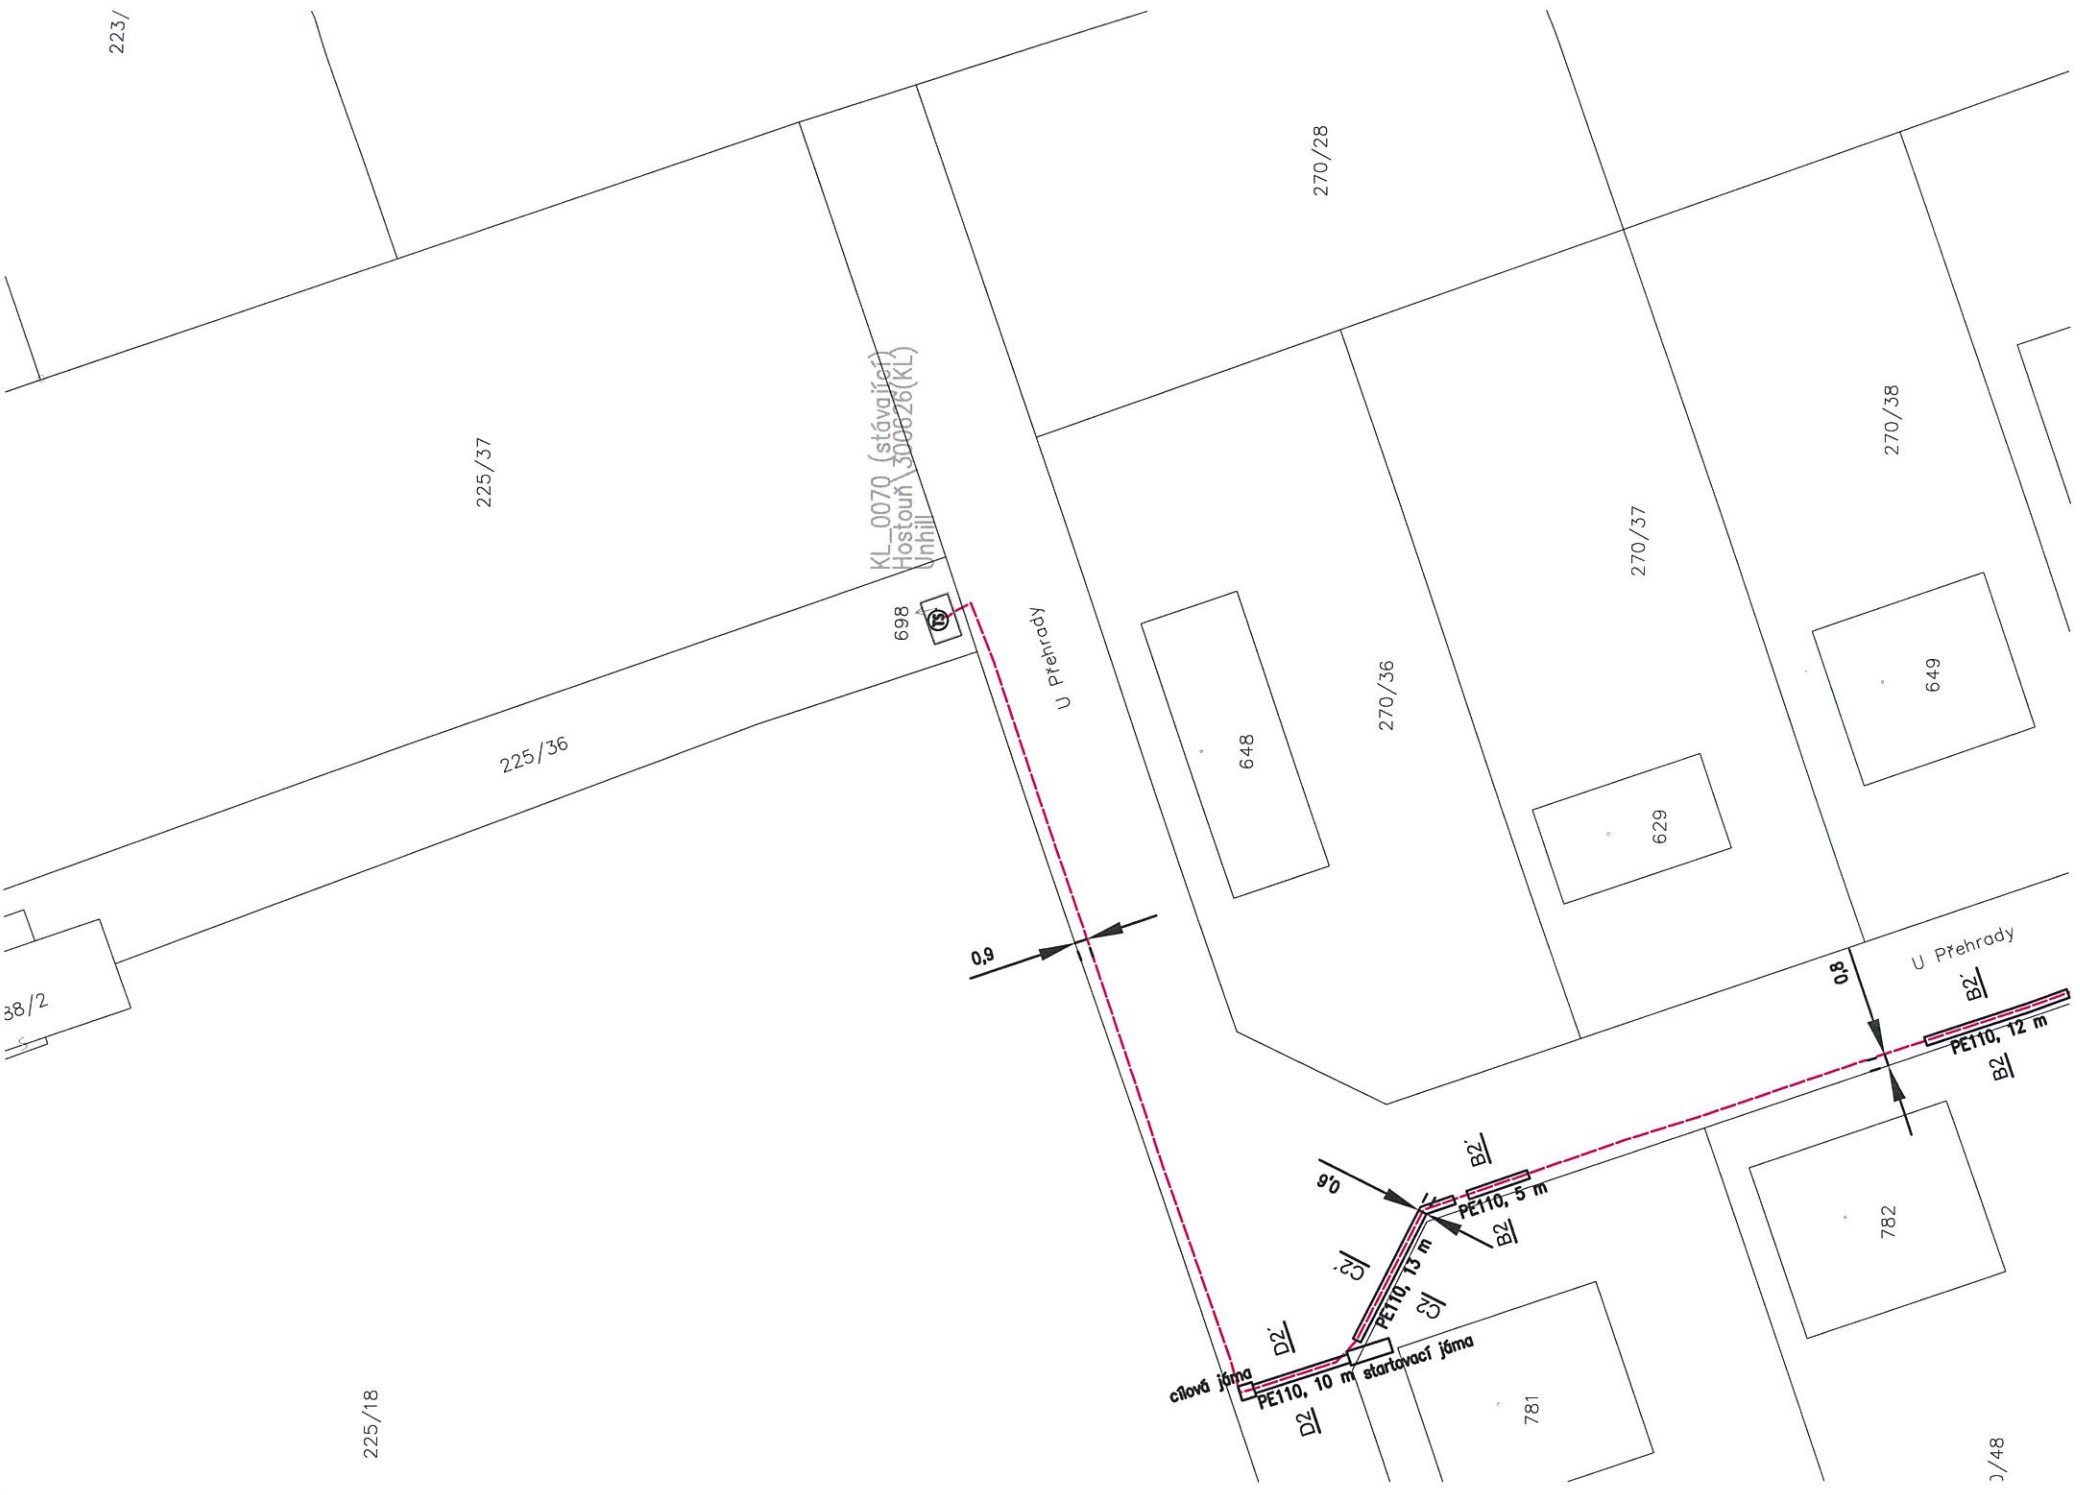 223/
270/28
225/37
KL_0070 (stávající)
Hostouň\300626(KL)
Unhill
270/38
270/37
698
TS
U Přehrady
270/36
649
648
225/36
629
0,9
U Přehrady
0,8
B2'
PE110, 12 m
B2
38/2
S
B2'
0,6
PE110, 5 m
B2
782
C2'
PE110, 13 m
C2
D2'
cílová jáma
PE110, 10 m
startovací jáma
D2
781
225/18
0/48